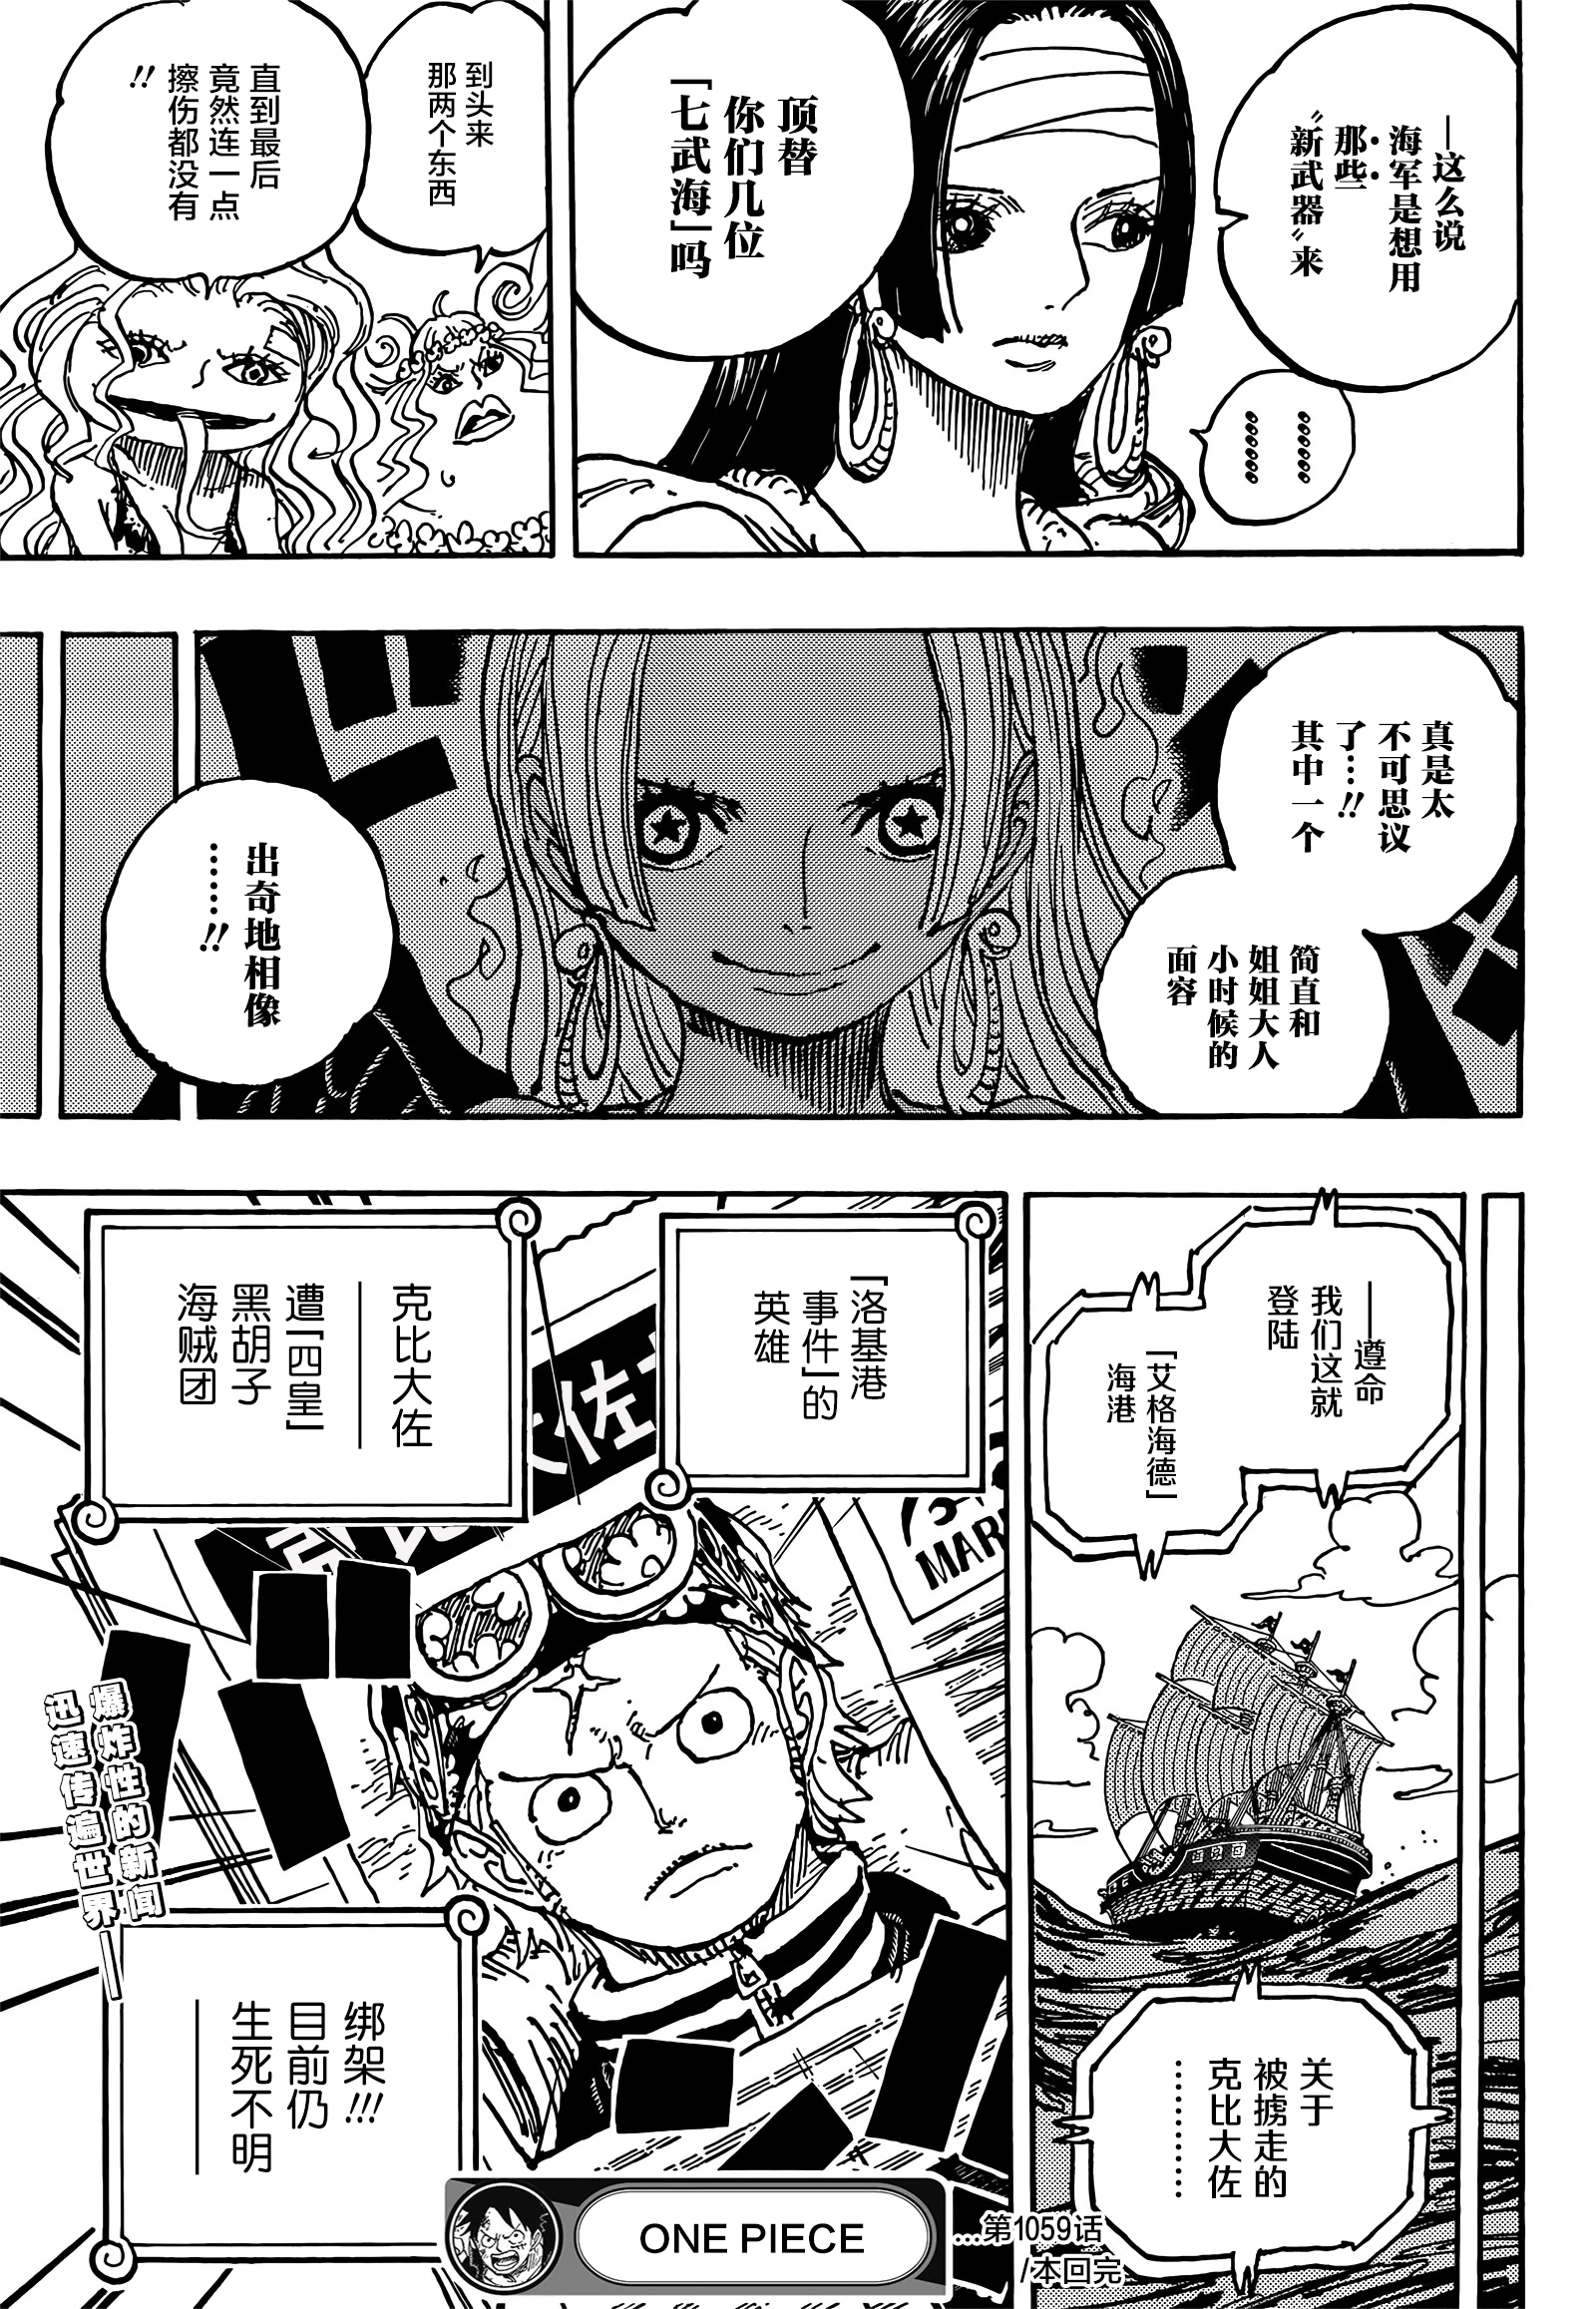 —这么说
海军是想用
那些
“新武器”来
…………
顶替
你们几位
「七武海」吗
到头来
那两个东西
直到最后
竟然连一点
擦伤都没有
!!
真是太
不可思议
了……!!
其中一个
简直和
姐姐大人
小时候的
面容
出奇地相像
……!!
——遵命
我们这就
登陆
「艾格海德」
海港
关于
被掳走的
克比大佐
………
「洛基港
事件」的
英雄
克比大佐
——
遭「四皇」
黑胡子
海贼团
大佐
MAR
绑架!!!
目前仍
生死不明
——
爆炸性的新闻
迅速传遍世界—!!
ONE PIECE
…第1059话
/本回完